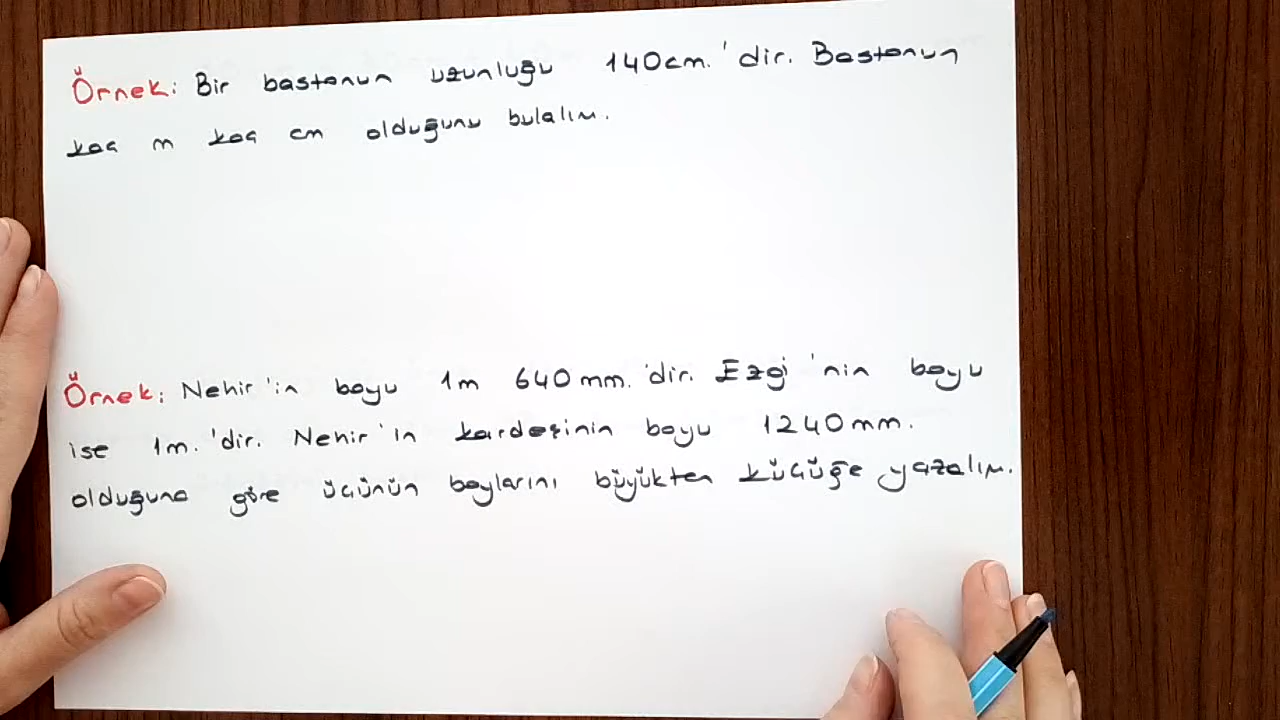 Örnek: Bir bastonun uzunluğu 140cm.'dir. Bastonun
kaç m kaç cm olduğunu bulalım.
Örnek: Nehir'in boyu 1m 640mm.'dir. Ezgi'nin boyu
ise 1m.'dir. Nehir'in kardeşinin boyu 1240mm.
olduğuna göre üçünün boylarını büyükten küçüğe yazalım.